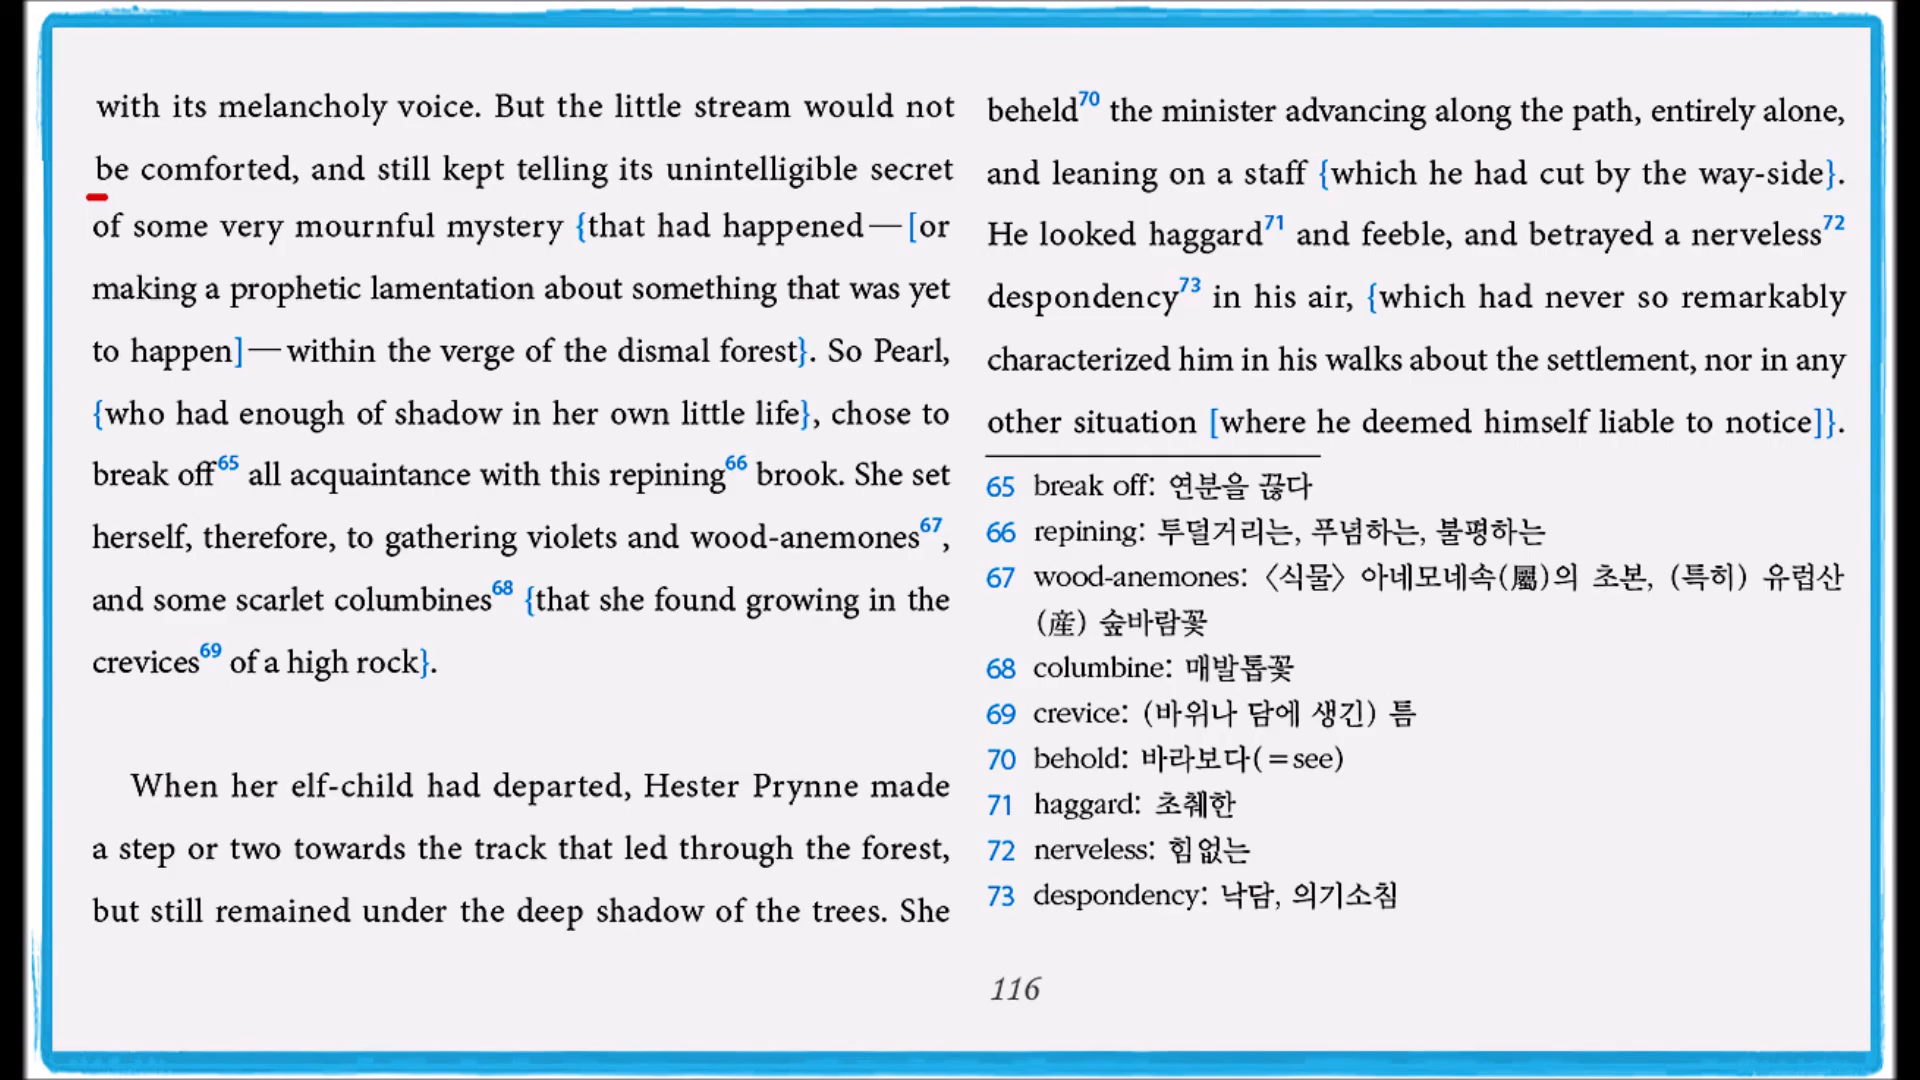 with its melancholy voice. But the little stream would not
be comforted, and still kept telling its unintelligible secret
of some very mournful mystery {that had happened—[or
making a prophetic lamentation about something that was yet
to happen]—within the verge of the dismal forest}. So Pearl,
{who had enough of shadow in her own little life}, chose to
break off65 all acquaintance with this repining66 brook. She set
herself, therefore, to gathering violets and wood-anemones67,
and some scarlet columbines68 {that she found growing in the
crevices69 of a high rock}.
When her elf-child had departed, Hester Prynne made
a step or two towards the track that led through the forest,
but still remained under the deep shadow of the trees. She
beheld70 the minister advancing along the path, entirely alone,
and leaning on a staff {which he had cut by the way-side}.
He looked haggard71 and feeble, and betrayed a nerveless72
despondency73 in his air, {which had never so remarkably
characterized him in his walks about the settlement, nor in any
other situation [where he deemed himself liable to notice]}.
65 break off: 연분을 끊다
66 repining: 투덜거리는, 푸념하는, 불평하는
67 wood-anemones: 〈식물〉 아네모네속(屬)의 초본, (특히) 유럽산
(産) 숲바람꽃
68 columbine: 매발톱꽃
69 crevice: (바위나 담에 생긴) 틈
70 behold: 바라보다(=see)
71 haggard: 초췌한
72 nerveless: 힘없는
73 despondency: 낙담, 의기소침
116